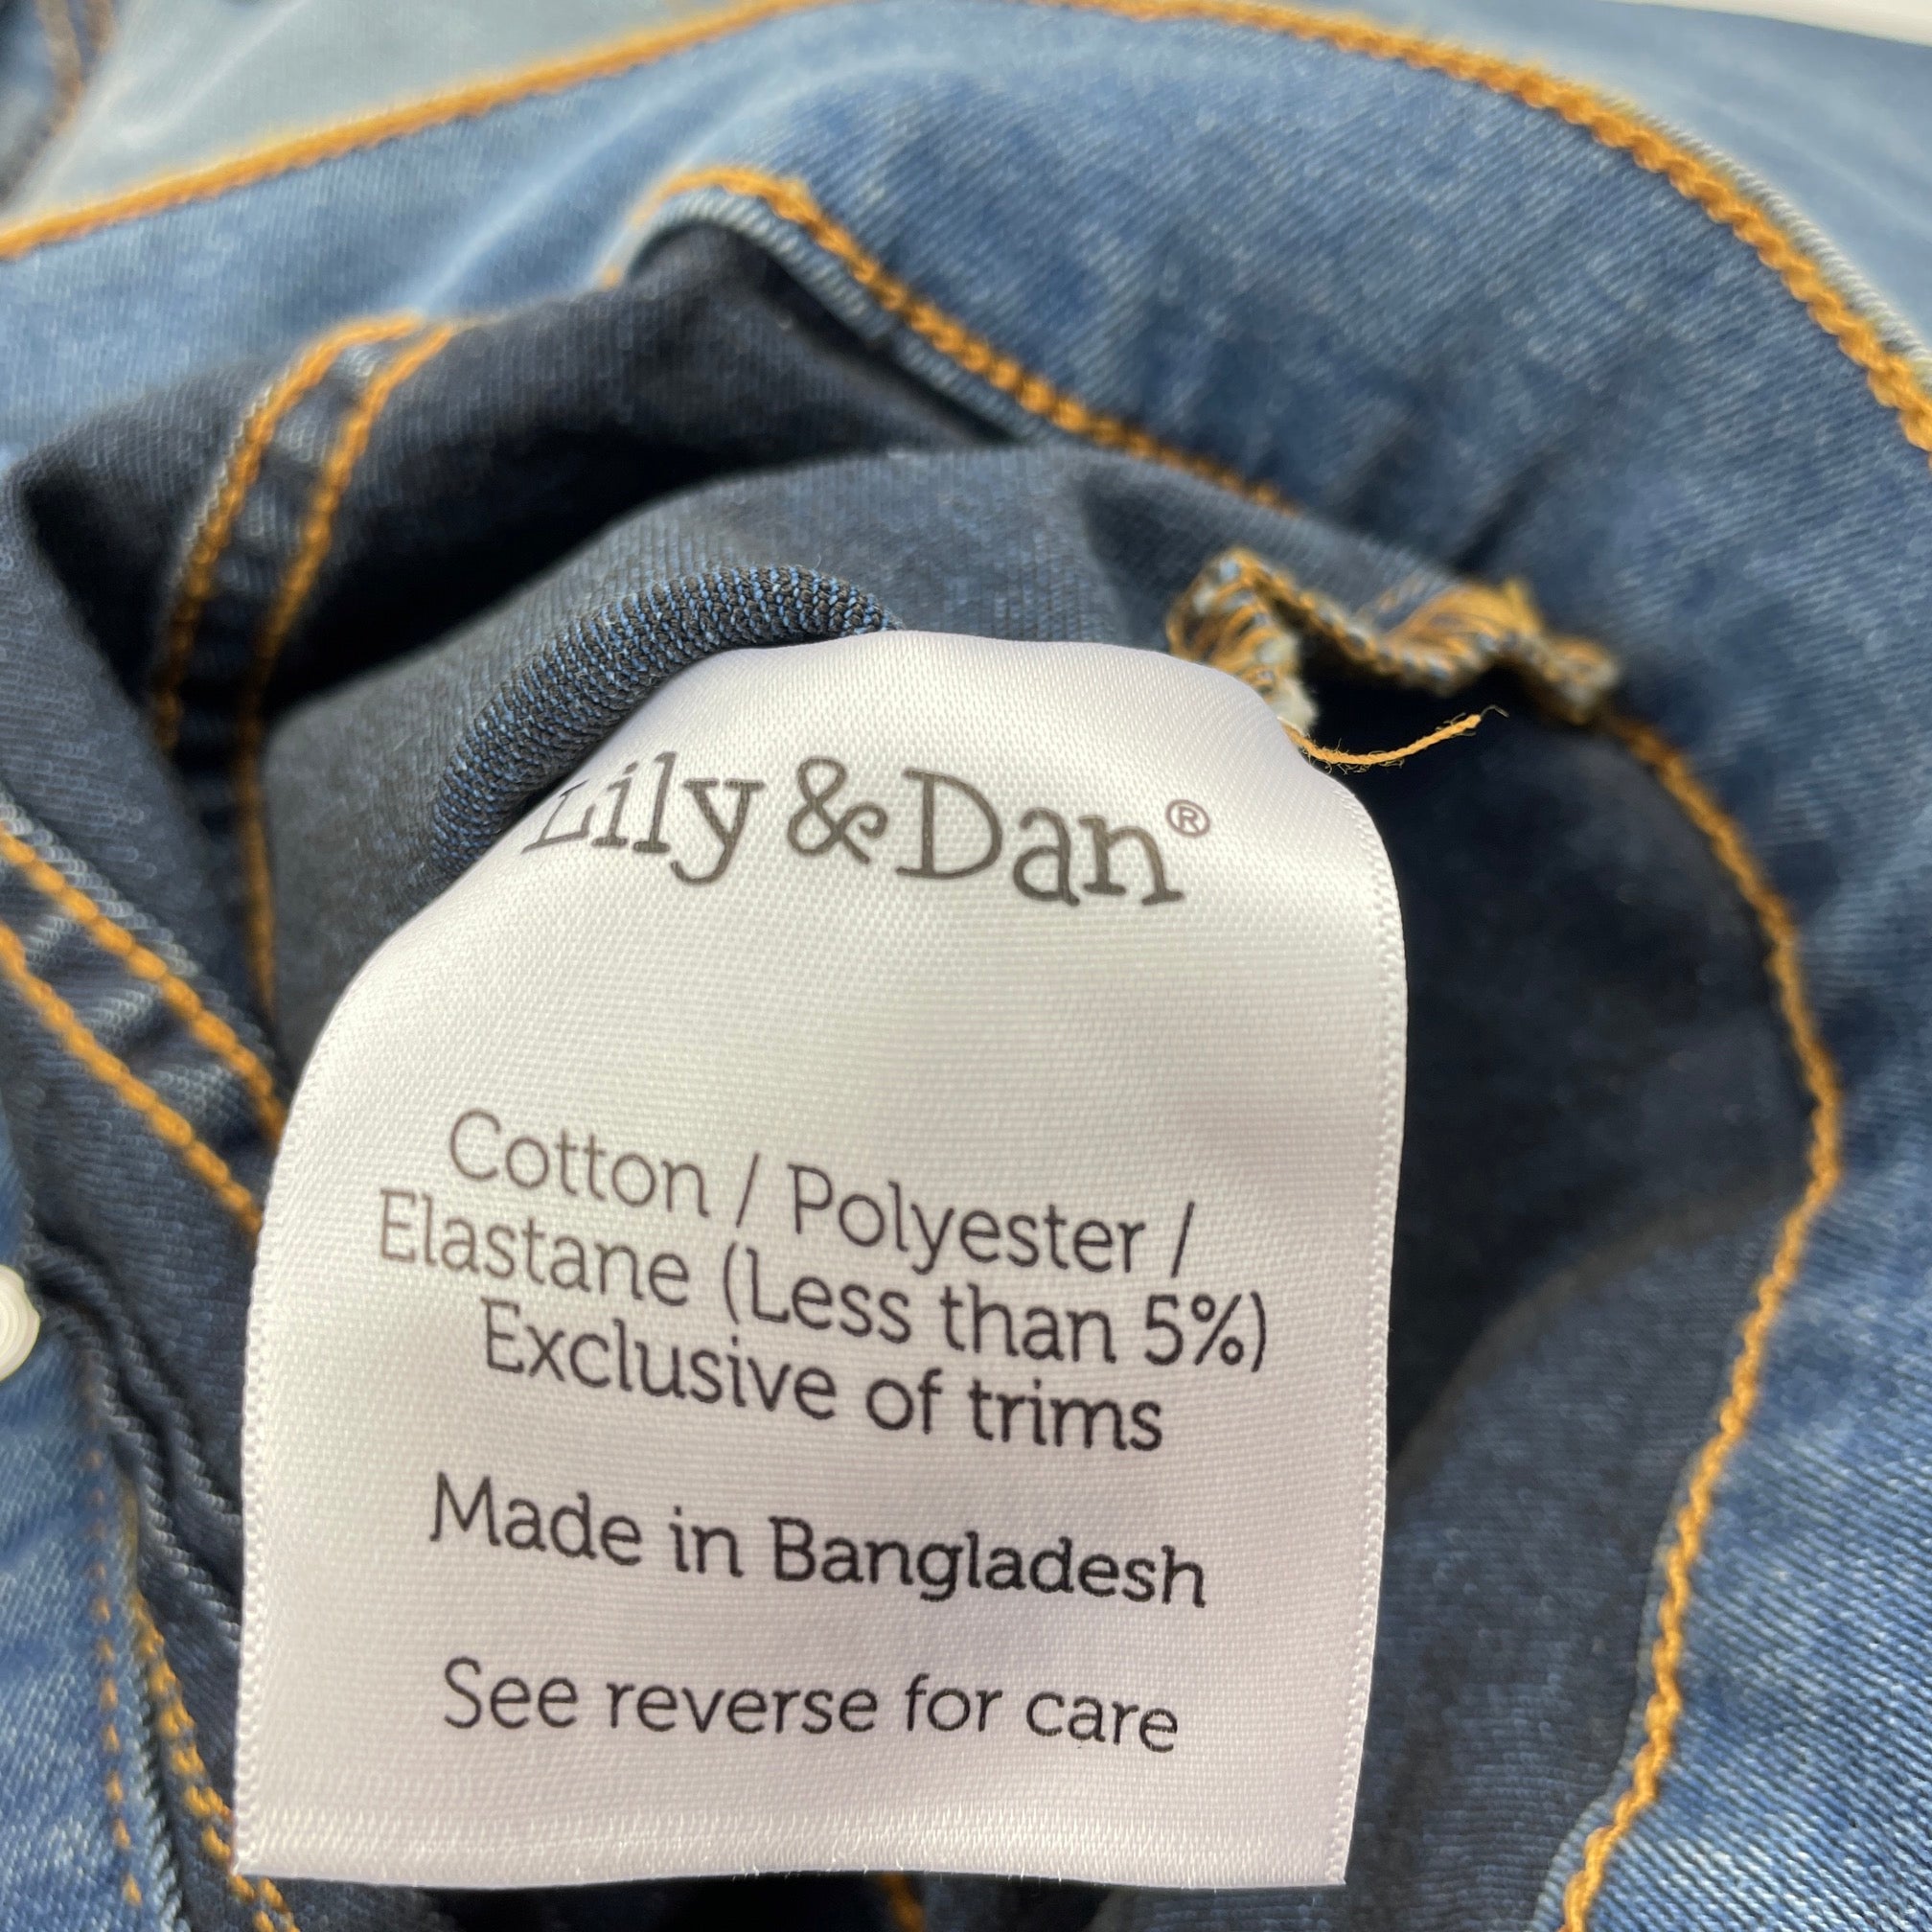 Lily & Dan®
Cotton / Polyester /
Elastane (Less than 5%)
Exclusive of trims
Made in Bangladesh
See reverse for care